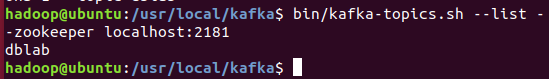 hadoop@ubuntu:/usr/local/kafka$ bin/kafka-topics.sh --list -
-zookeeper localhost:2181
dblab
hadoop@ubuntu:/usr/local/kafka$